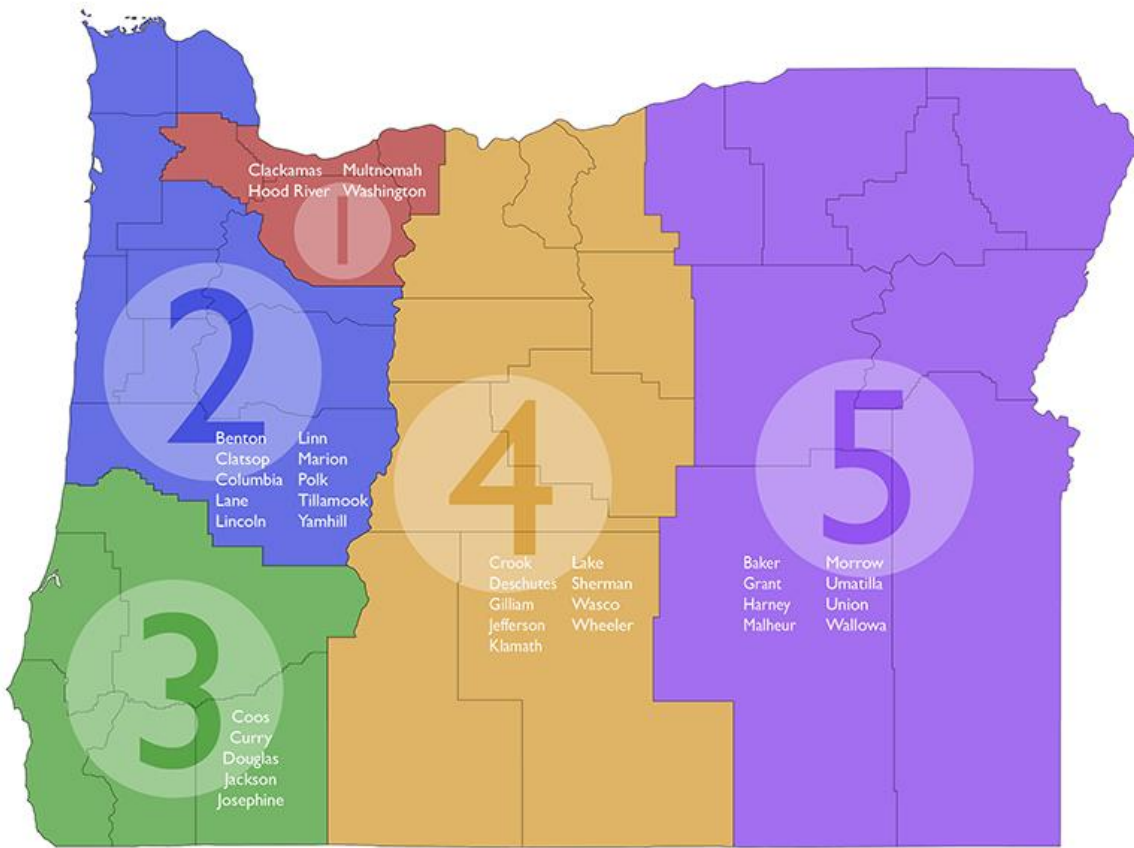 Clackamas Multnomah
Hood River Washington
1
2
Benton Linn
Clatsop Marion
Columbia Polk
Lane Tillamook
Lincoln Yamhill
4
5
Crook Lake
Deschutes Sherman
Gilliam Wasco
Jefferson Wheeler
Klamath
Baker Morrow
Grant Umatilla
Harney Union
Malheur Wallowa
3
Coos
Curry
Douglas
Jackson
Josephine